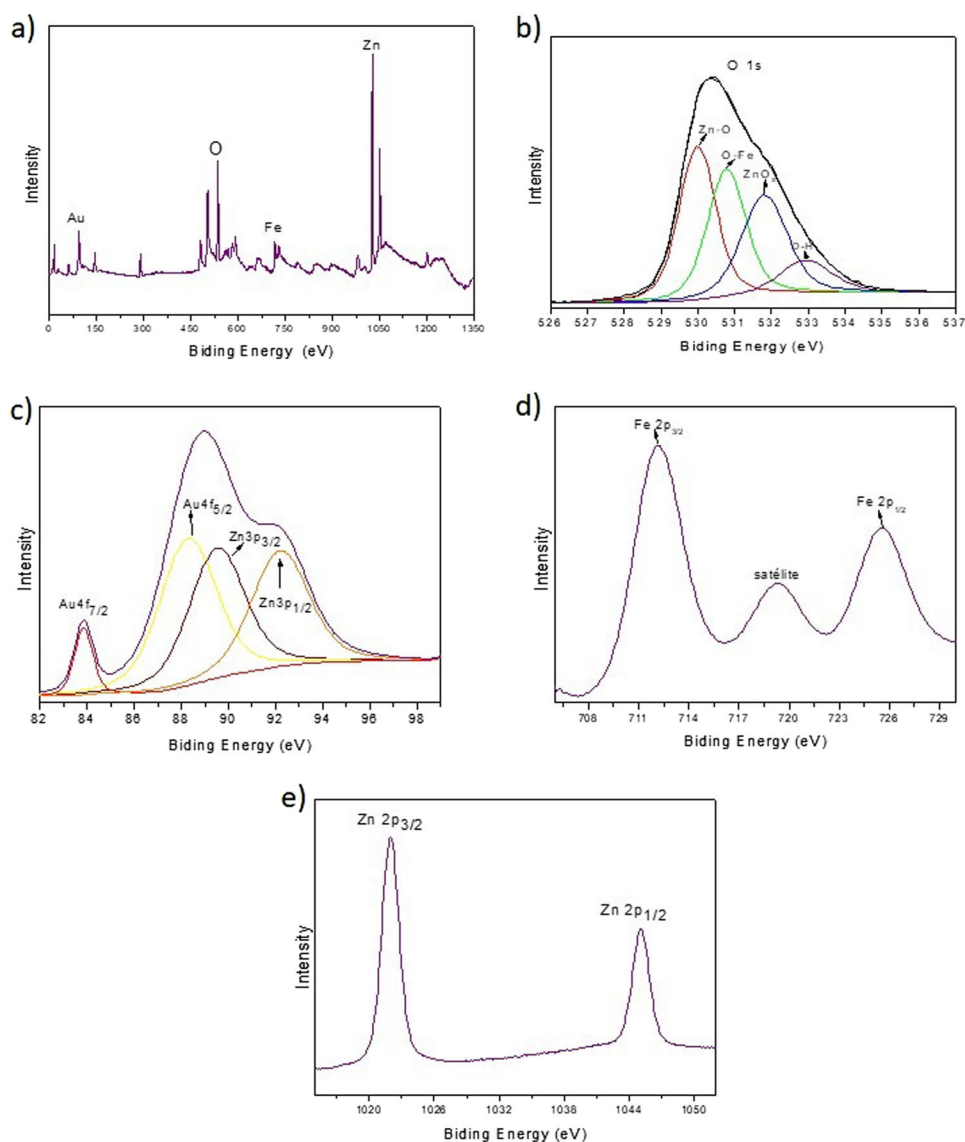 a)
Zn
O
Au
Fe
Intensity
0 150 300 450 600 750 900 1050 1200 1350
Biding Energy (eV)
b)
O 1s
Zn-O
O-Fe
ZnOx
O-H
Intensity
526 527 528 529 530 531 532 533 534 535 536 537
Biding Energy (eV)
c)
Au4f5/2
Zn3p3/2
Zn3p1/2
Au4f7/2
Intensity
82 84 86 88 90 92 94 96 98
Biding Energy (eV)
d)
Fe 2p3/2
Fe 2p1/2
satélite
Intensity
708 711 714 717 720 723 726 729
Biding Energy (eV)
e)
Zn 2p3/2
Zn 2p1/2
Intensity
1020 1026 1032 1038 1044 1050
Biding Energy (eV)